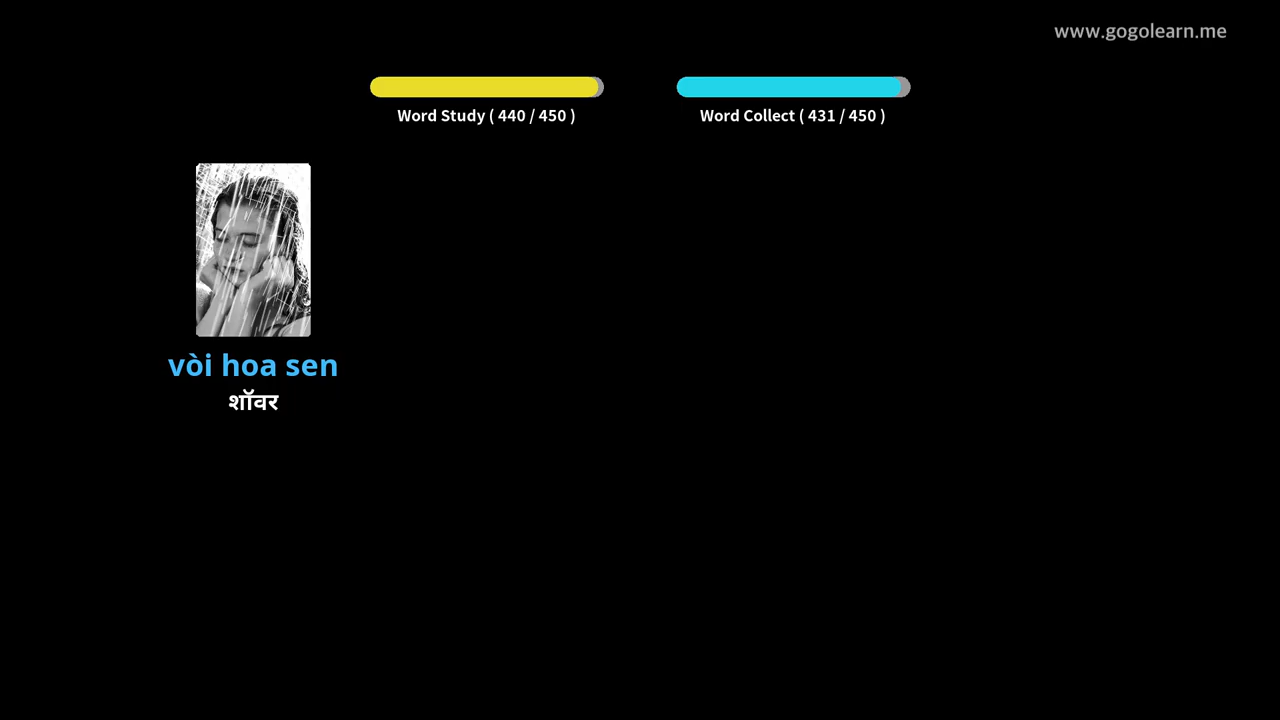 www.gogolearn.me
Word Study ( 440 / 450 )
Word Collect ( 431 / 450 )
vòi hoa sen
शॉवर